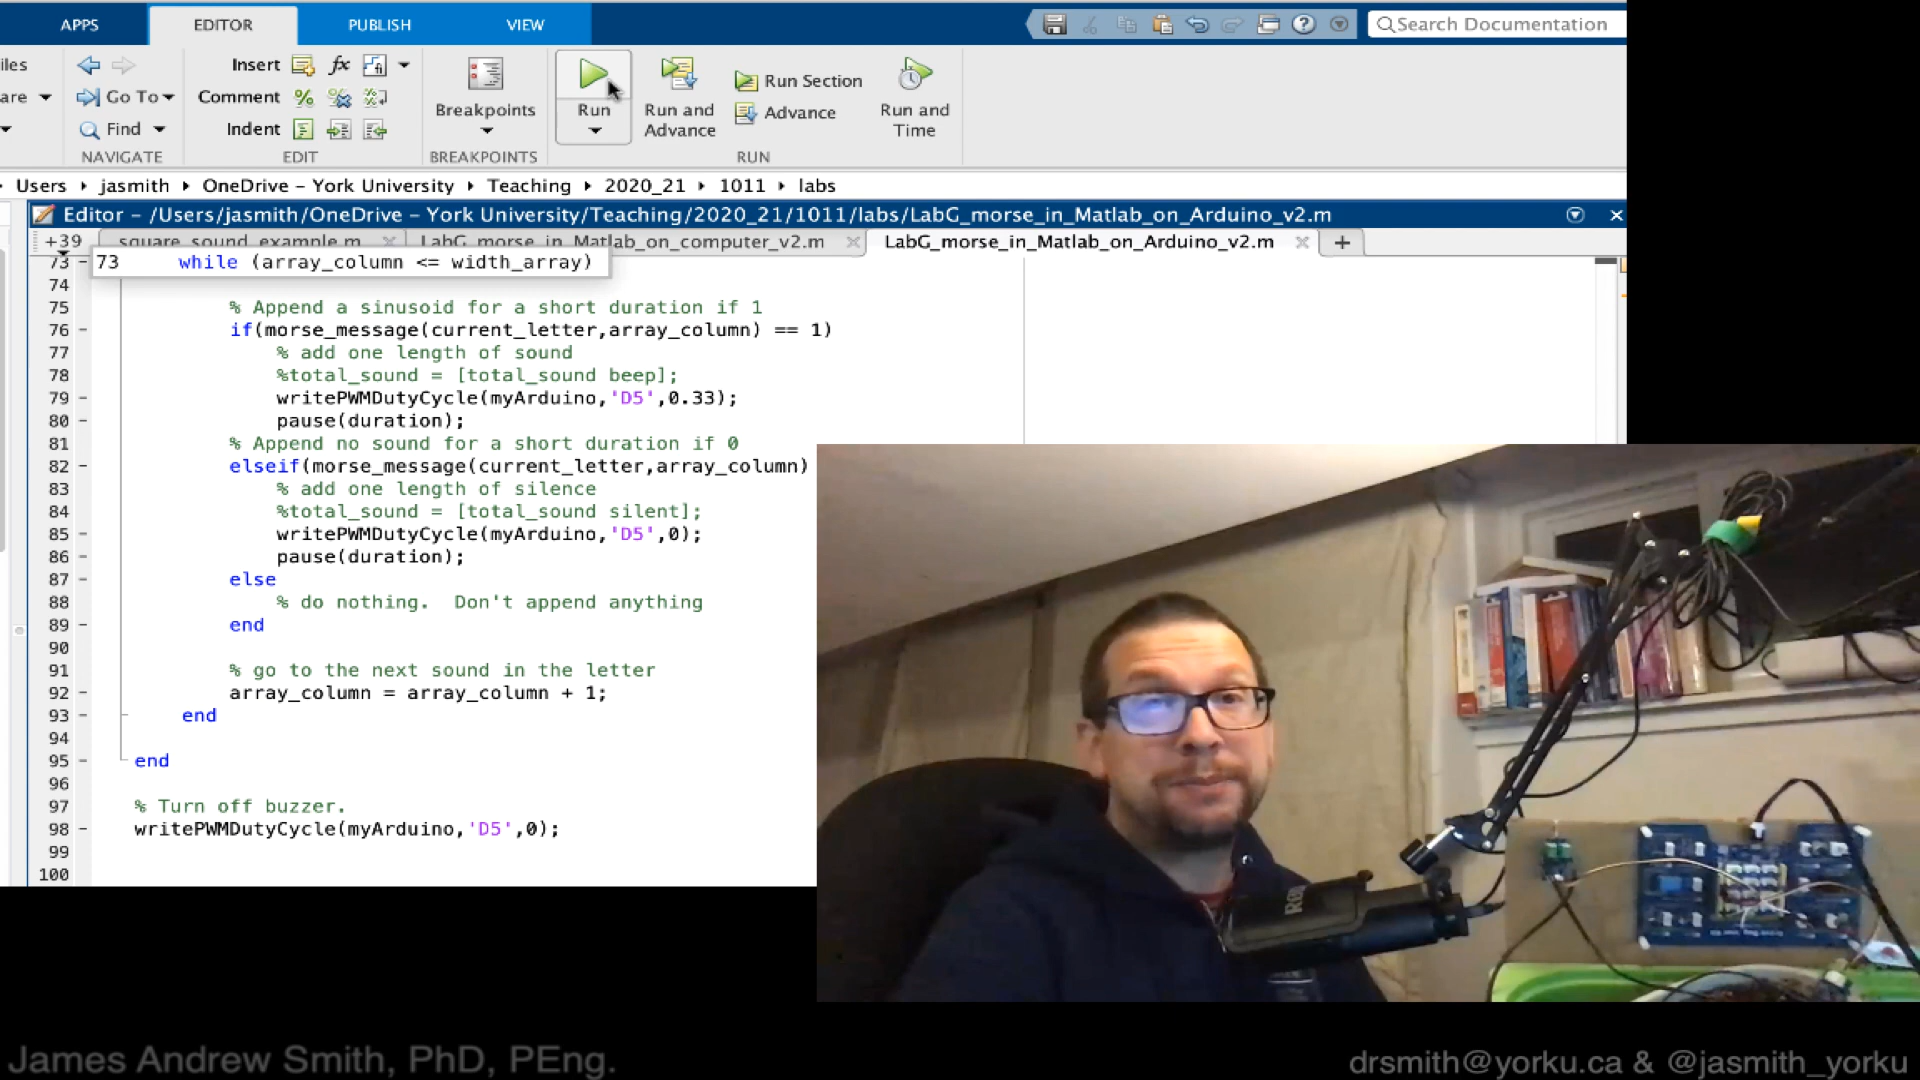 APPS EDITOR PUBLISH VIEW Search Documentation
iles Insert fx Run Section
are Go To Comment Breakpoints Run Run and Advance Advance Run and Time
Find Indent
NAVIGATE EDIT BREAKPOINTS RUN
Users ▸ jasmith ▸ OneDrive – York University ▸ Teaching ▸ 2020_21 ▸ 1011 ▸ labs
Editor – /Users/jasmith/OneDrive – York University/Teaching/2020_21/1011/labs/LabG_morse_in_Matlab_on_Arduino_v2.m
+39 square_sound_example.m LabG_morse_in_Matlab_on_computer_v2.m LabG_morse_in_Matlab_on_Arduino_v2.m
73 – 73 while (array_column <= width_array)
74
75 % Append a sinusoid for a short duration if 1
76 – if(morse_message(current_letter,array_column) == 1)
77 % add one length of sound
78 %total_sound = [total_sound beep];
79 – writePWMDutyCycle(myArduino,'D5',0.33);
80 – pause(duration);
81 % Append no sound for a short duration if 0
82 – elseif(morse_message(current_letter,array_column)
83 % add one length of silence
84 %total_sound = [total_sound silent];
85 – writePWMDutyCycle(myArduino,'D5',0);
86 – pause(duration);
87 – else
88 % do nothing. Don't append anything
89 – end
90
91 % go to the next sound in the letter
92 – array_column = array_column + 1;
93 – end
94
95 – end
96
97 % Turn off buzzer.
98 – writePWMDutyCycle(myArduino,'D5',0);
99
100
James Andrew Smith, PhD, PEng.
drsmith@yorku.ca & @jasmith_yorku